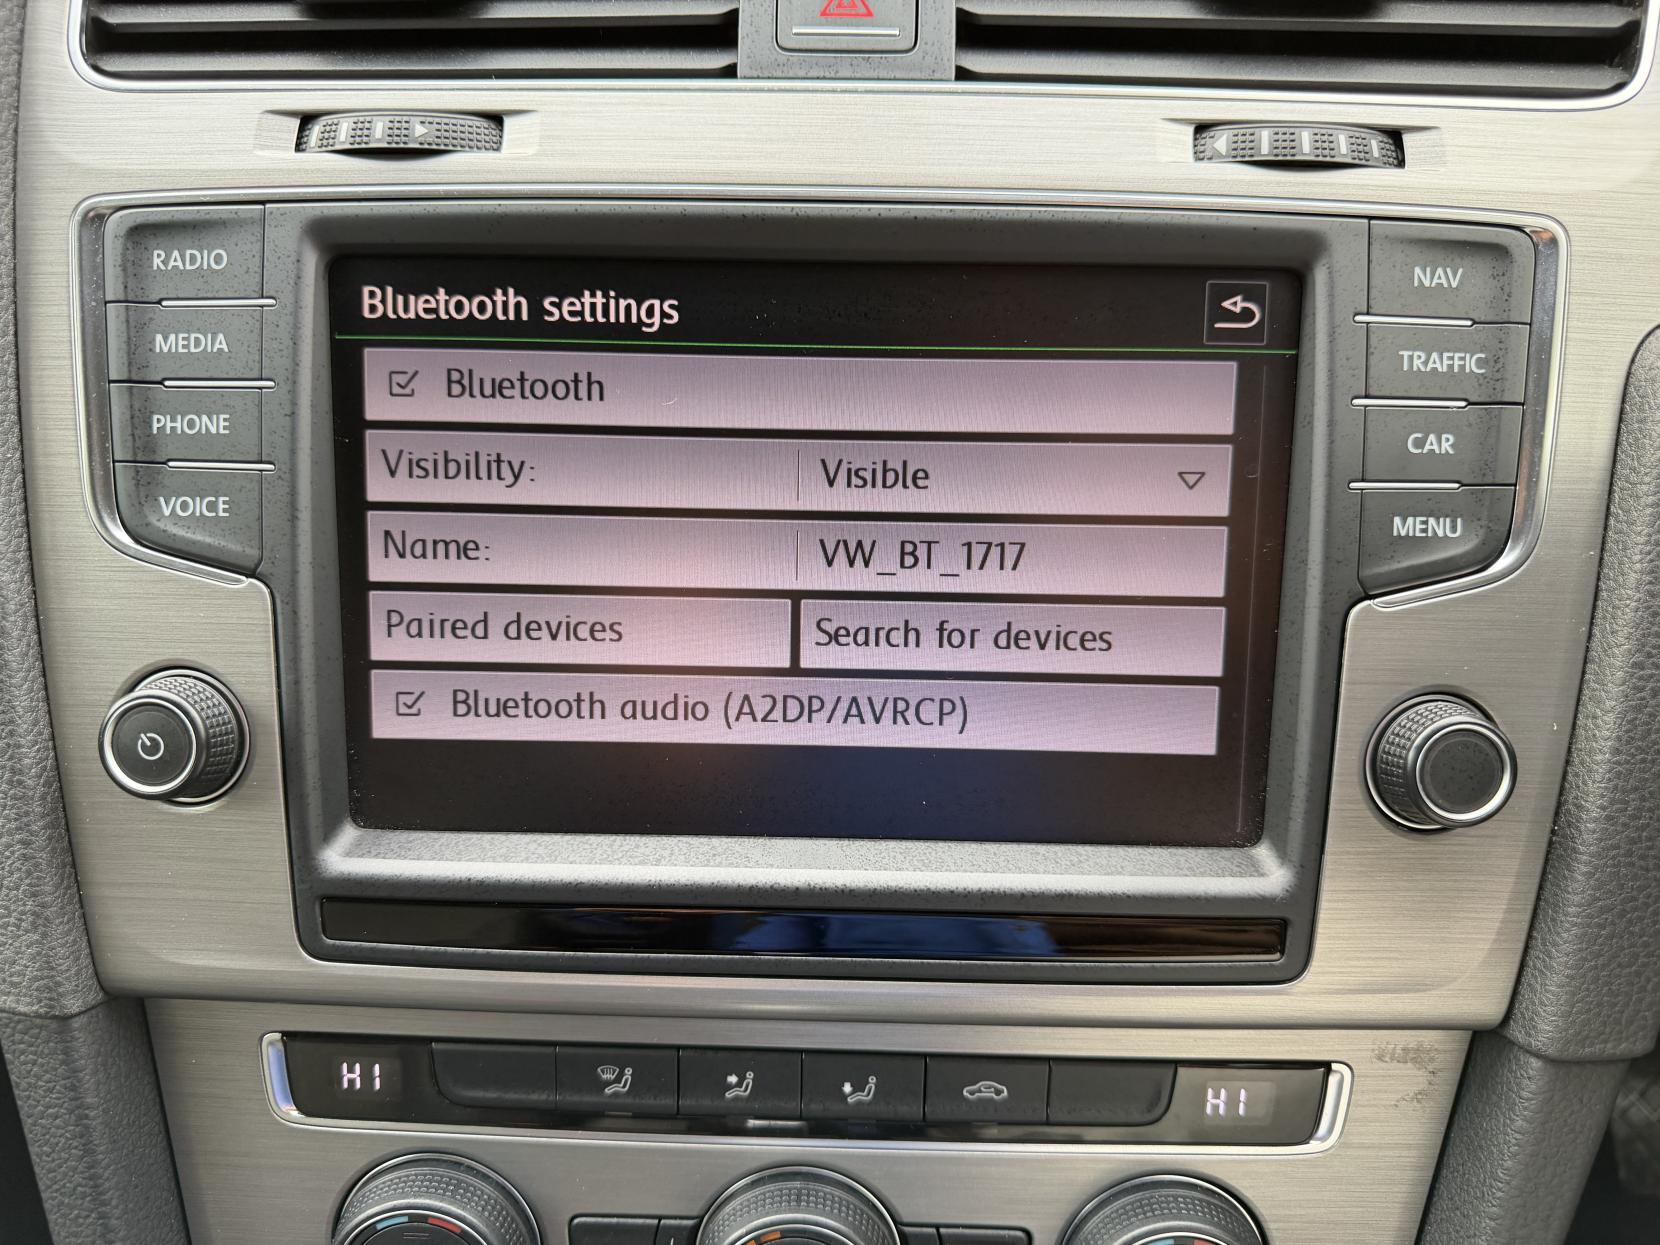 RADIO
MEDIA
PHONE
VOICE
Bluetooth settings
Bluetooth
Visibility: Visible
Name: VW_BT_1717
Paired devices Search for devices
Bluetooth audio (A2DP/AVRCP)
NAV
TRAFFIC
CAR
MENU
HI HI